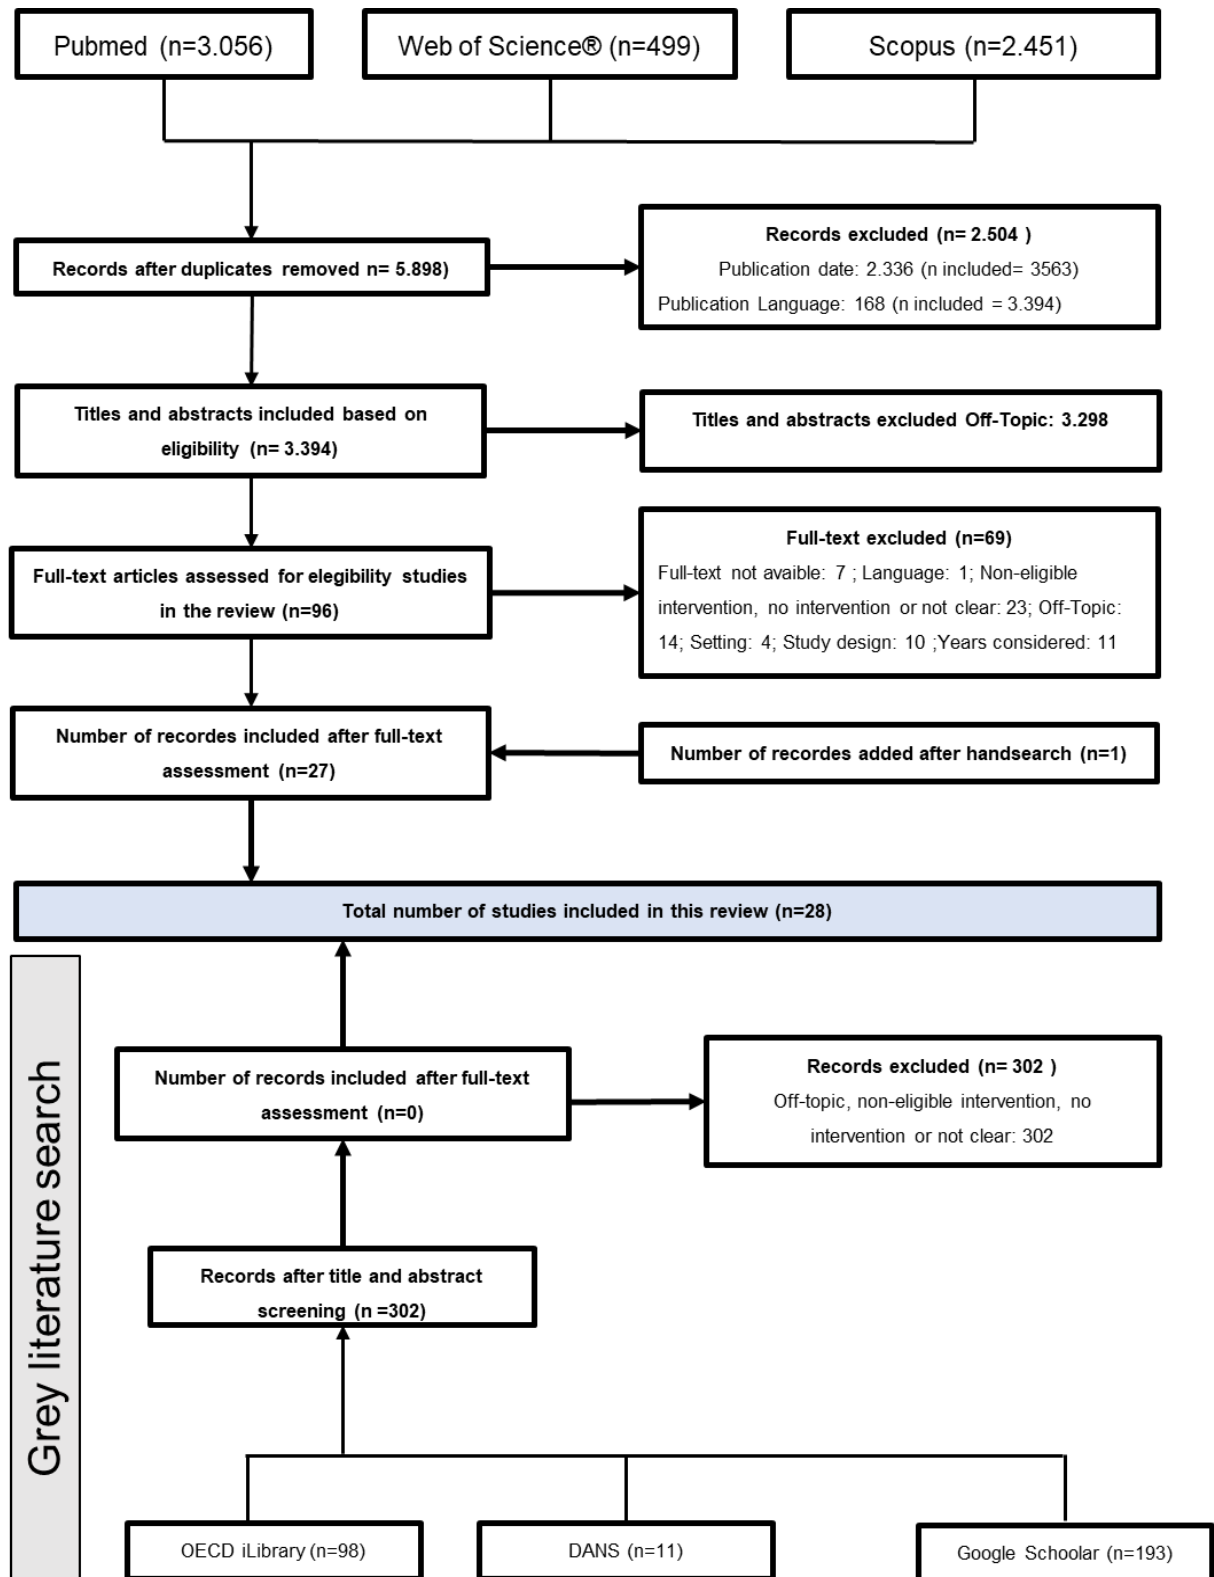 Pubmed (n=3.056)
Web of Science® (n=499)
Scopus (n=2.451)
Records after duplicates removed n= 5.898)
Records excluded (n= 2.504 )
Publication date: 2.336 (n included= 3563)
Publication Language: 168 (n included = 3.394)
Titles and abstracts included based on
eligibility (n= 3.394)
Titles and abstracts excluded Off-Topic: 3.298
Full-text articles assessed for elegibility studies
in the review (n=96)
Full-text excluded (n=69)
Full-text not avaible: 7 ; Language: 1; Non-eligible
intervention, no intervention or not clear: 23; Off-Topic:
14; Setting: 4; Study design: 10 ;Years considered: 11
Number of recordes included after full-text
assessment (n=27)
Number of recordes added after handsearch (n=1)
Total number of studies included in this review (n=28)
Grey literature search
Number of records included after full-text
assessment (n=0)
Records excluded (n= 302 )
Off-topic, non-eligible intervention, no
intervention or not clear: 302
Records after title and abstract
screening (n =302)
OECD iLibrary (n=98)
DANS (n=11)
Google Schoolar (n=193)